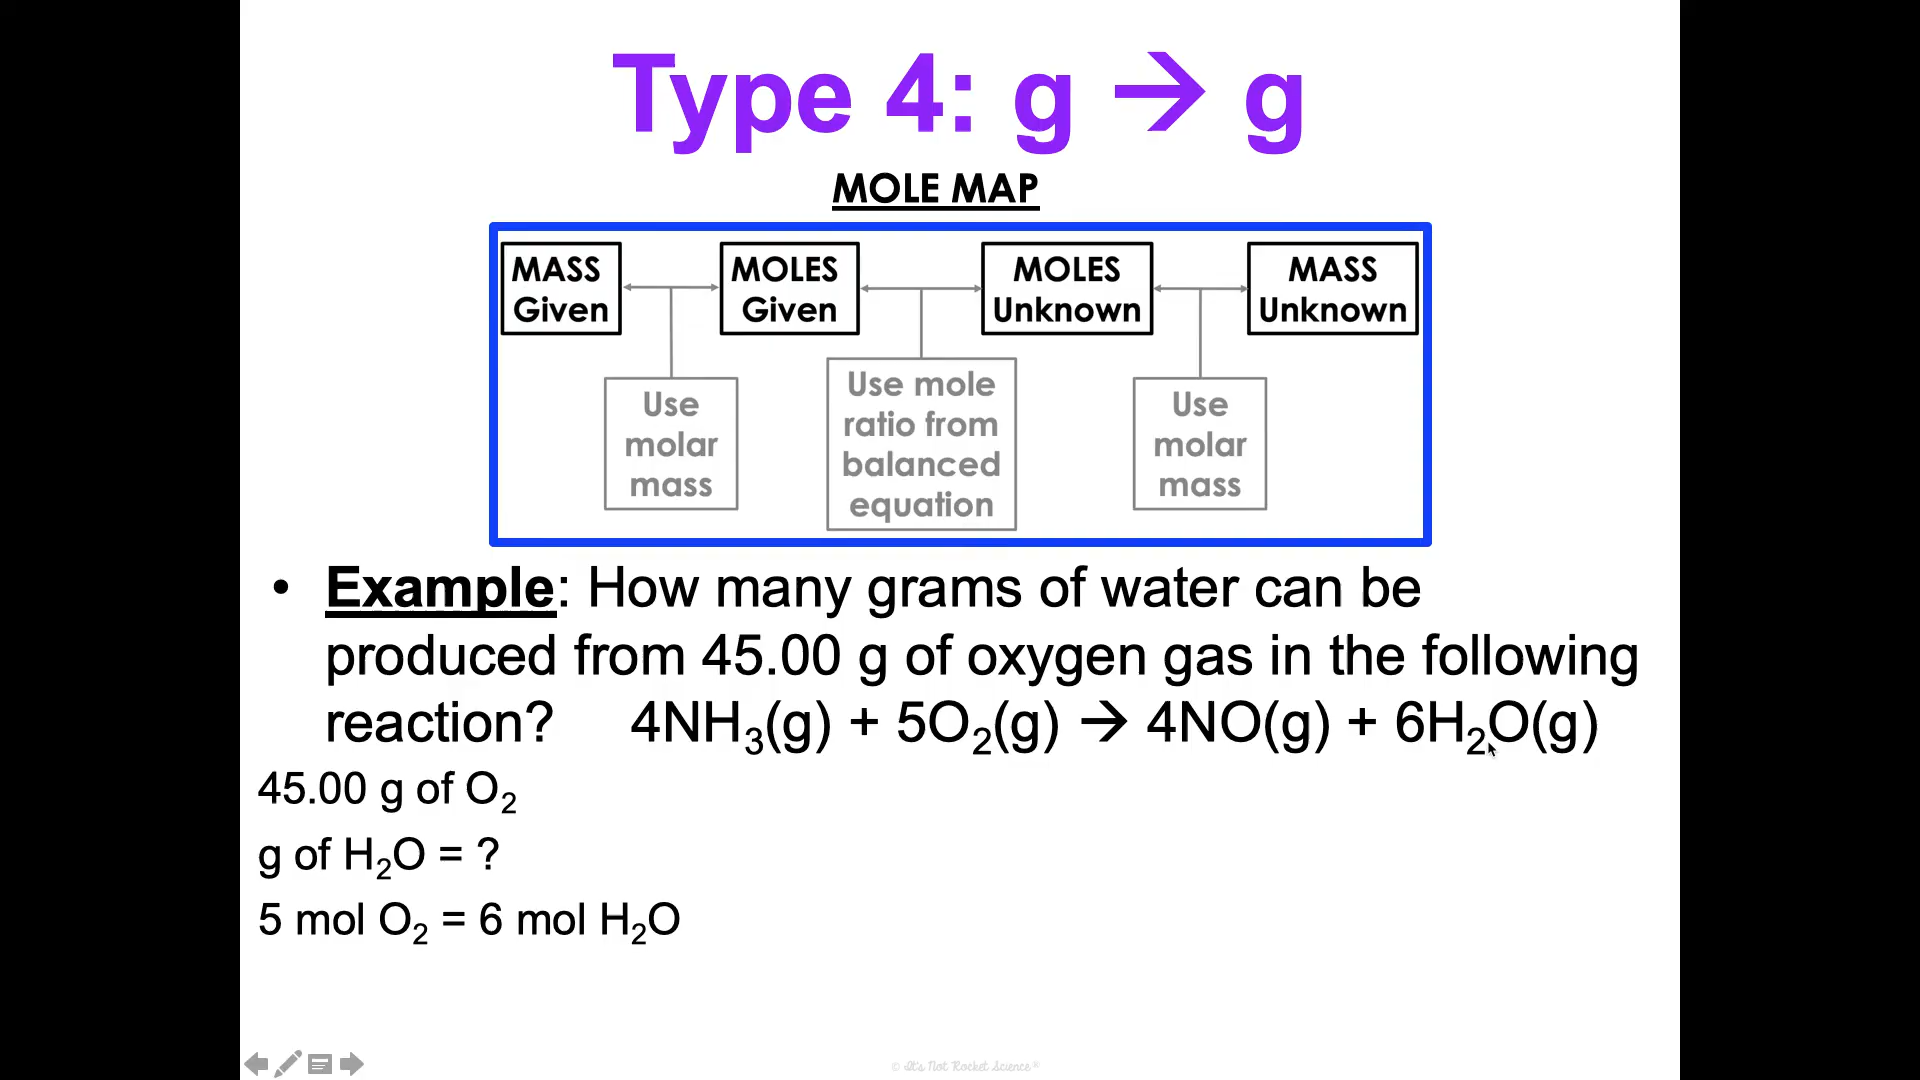 Type 4: g → g
MOLE MAP
MASS
Given
MOLES
Given
MOLES
Unknown
MASS
Unknown
Use
molar
mass
Use mole
ratio from
balanced
equation
Use
molar
mass
• Example: How many grams of water can be
produced from 45.00 g of oxygen gas in the following
reaction? 4NH₃(g) + 5O₂(g) → 4NO(g) + 6H₂O(g)
45.00 g of O₂
g of H₂O = ?
5 mol O₂ = 6 mol H₂O
© It's Not Rocket Science®